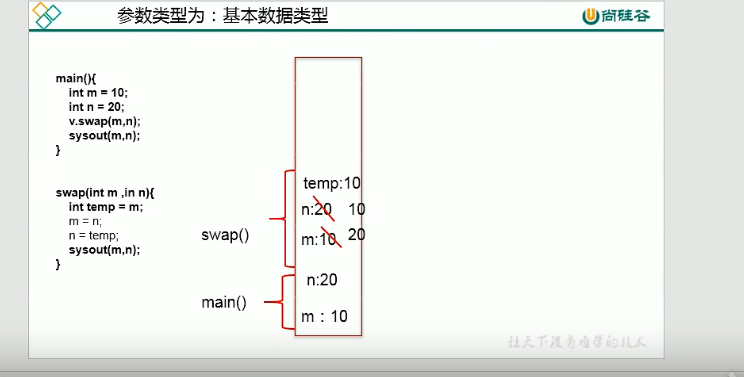 参数类型为：基本数据类型
尚硅谷
main(){
int m = 10;
int n = 20;
v.swap(m,n);
sysout(m,n);
}
swap(int m ,in n){
int temp = m;
m = n;
n = temp;
sysout(m,n);
}
temp:10
n:20 10
m:10 20
swap()
n:20
main()
m：10
让天下没有难学的技术